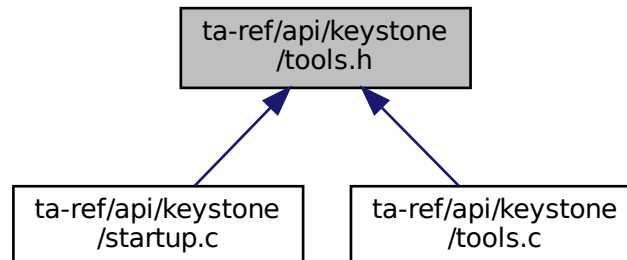 ta-ref/api/keystone
/tools.h
ta-ref/api/keystone
/startup.c
ta-ref/api/keystone
/tools.c